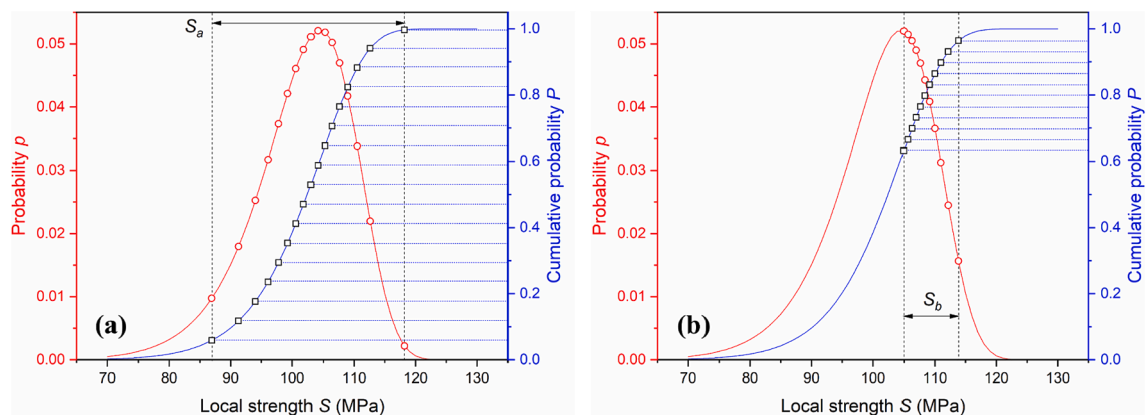 Sa
0.05
0.04
0.03
0.02
0.01
0.00
Probability p
1.0
0.8
0.6
0.4
0.2
0.0
Cumulative probability P
(a)
70 80 90 100 110 120 130
Local strength S (MPa)
0.05
0.04
0.03
0.02
0.01
0.00
Probability p
1.0
0.8
0.6
0.4
0.2
0.0
Cumulative probability P
Sb
(b)
70 80 90 100 110 120 130
Local strength S (MPa)